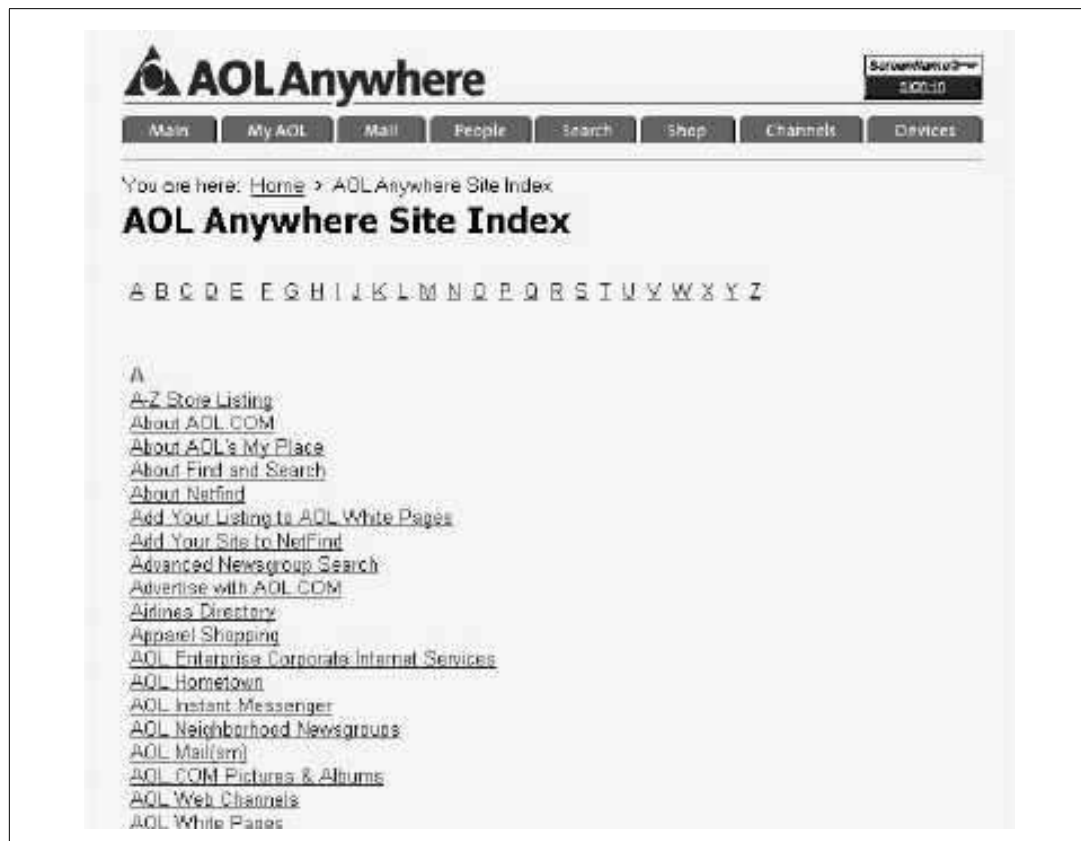 AOL Anywhere
ScreenName
SIGN IN
Main My AOL Mail People Search Shop Channels Devices
You are here: Home > AOL Anywhere Site Index
AOL Anywhere Site Index
A B C D E F G H I J K L M N O P Q R S T U V W X Y Z
A
A-Z Store Listing
About AOL.COM
About AOL's My Place
About Find and Search
About Netfind
Add Your Listing to AOL White Pages
Add Your Site to NetFind
Advanced Newsgroup Search
Advertise with AOL.COM
Airlines Directory
Apparel Shopping
AOL Enterprise Corporate Internet Services
AOL Hometown
AOL Instant Messenger
AOL Neighborhood Newsgroups
AOL Mail(sm)
AOL.COM Pictures & Albums
AOL Web Channels
AOL White Pages